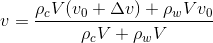 v = \frac{\rho_c V(v_0 + \Delta v) + \rho_w V v_0}{\rho_c V + \rho_w V}